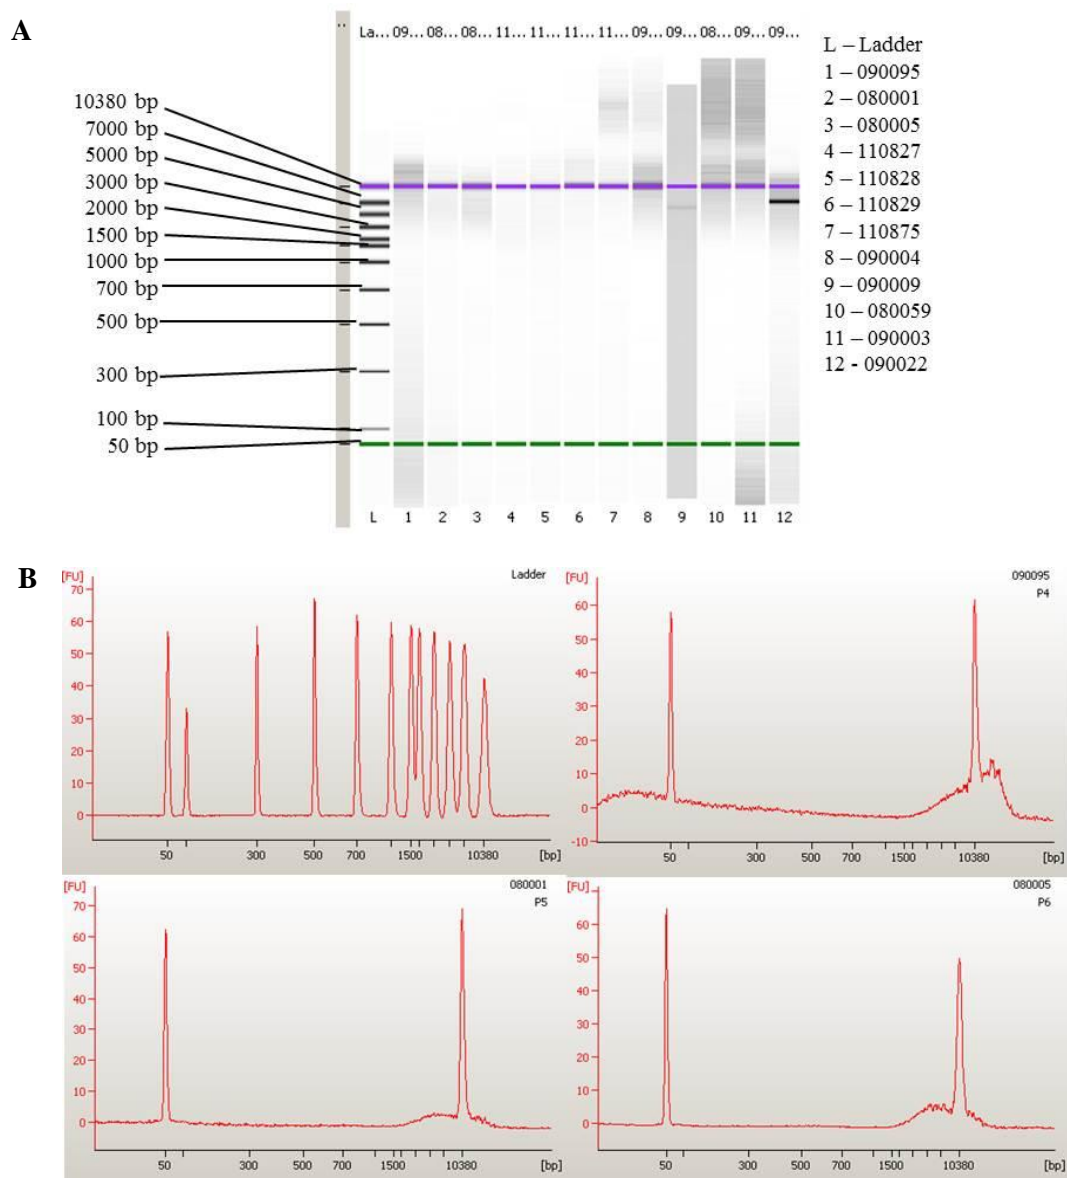 A
..
La... 09... 08... 08... 11... 11... 11... 11... 09... 09... 08... 09... 09...
L – Ladder
1 – 090095
2 – 080001
3 – 080005
4 – 110827
5 – 110828
6 – 110829
7 – 110875
8 – 090004
9 – 090009
10 – 080059
11 – 090003
12 - 090022
10380 bp
7000 bp
5000 bp
3000 bp
2000 bp
1500 bp
1000 bp
700 bp
500 bp
300 bp
100 bp
50 bp
L 1 2 3 4 5 6 7 8 9 10 11 12
B
[FU]
Ladder
70
60
50
40
30
20
10
0
50 300 500 700 1500 10380 [bp]
[FU]
090095
P4
60
50
40
30
20
10
0
-10
50 300 500 700 1500 10380 [bp]
[FU]
080001
P5
70
60
50
40
30
20
10
0
50 300 500 700 1500 10380 [bp]
[FU]
080005
P6
60
50
40
30
20
10
0
50 300 500 700 1500 10380 [bp]